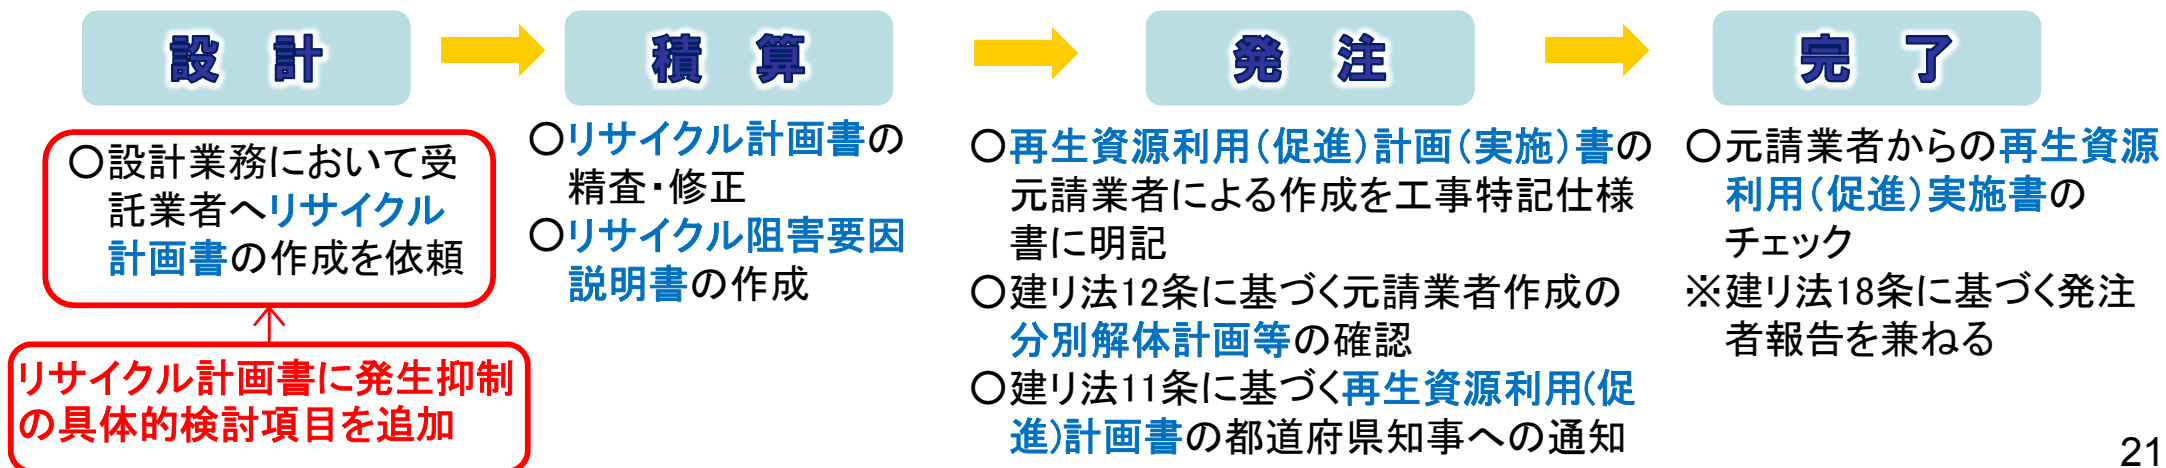 設 計
○設計業務において受
託業者へリサイクル
計画書の作成を依頼
リサイクル計画書に発生抑制
の具体的検討項目を追加
積 算
○リサイクル計画書の
精査・修正
○リサイクル阻害要因
説明書の作成
発 注
○再生資源利用(促進)計画(実施)書の
元請業者による作成を工事特記仕様
書に明記
○建リ法12条に基づく元請業者作成の
分別解体計画等の確認
○建リ法11条に基づく再生資源利用(促
進)計画書の都道府県知事への通知
完 了
○元請業者からの再生資源
利用(促進)実施書の
チェック
※建リ法18条に基づく発注
者報告を兼ねる
21